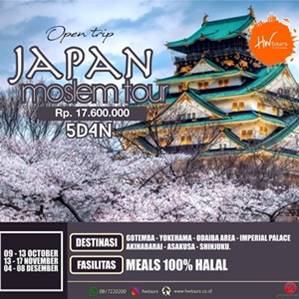 Open trip
HW tours
JAPAN
moslem tour
Rp. 17.600.000
5D4N
09 - 13 OCTOBER
13 - 17 NOVEMBER
04 - 08 DESEMBER
DESTINASI
GOTEMBA - YOKEHAMA - ODAIBA AREA - IMPERIAL PALACE
AKIHABARAI - ASAKUSA - SHINJUKU.
FASILITAS
MEALS 100% HALAL
hwtours
www.hwtours.co.id